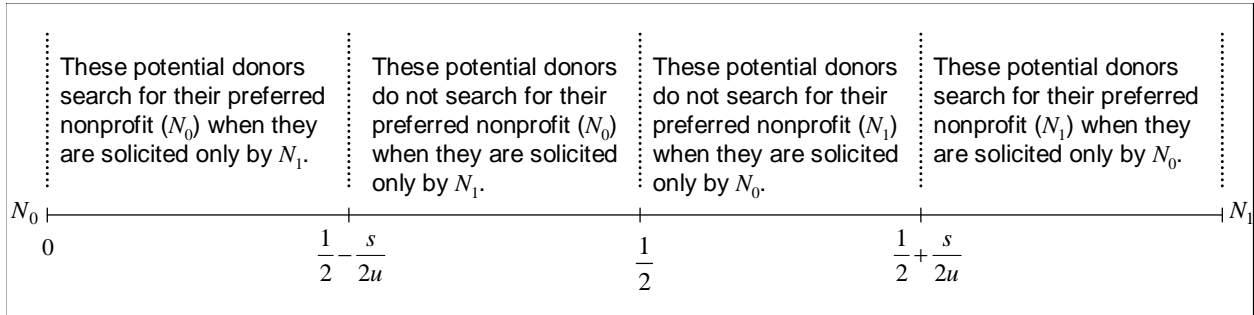 These potential donors
search for their preferred
nonprofit (N₀) when they
are solicited only by N₁.
These potential donors
do not search for their
preferred nonprofit (N₀)
when they are solicited
only by N₁.
These potential donors
do not search for their
preferred nonprofit (N₁)
when they are solicited
only by N₀.
These potential donors
search for their preferred
nonprofit (N₁) when they
are solicited only by N₀.
N₀
N₁
0
1/2 − s/2u
1/2
1/2 + s/2u